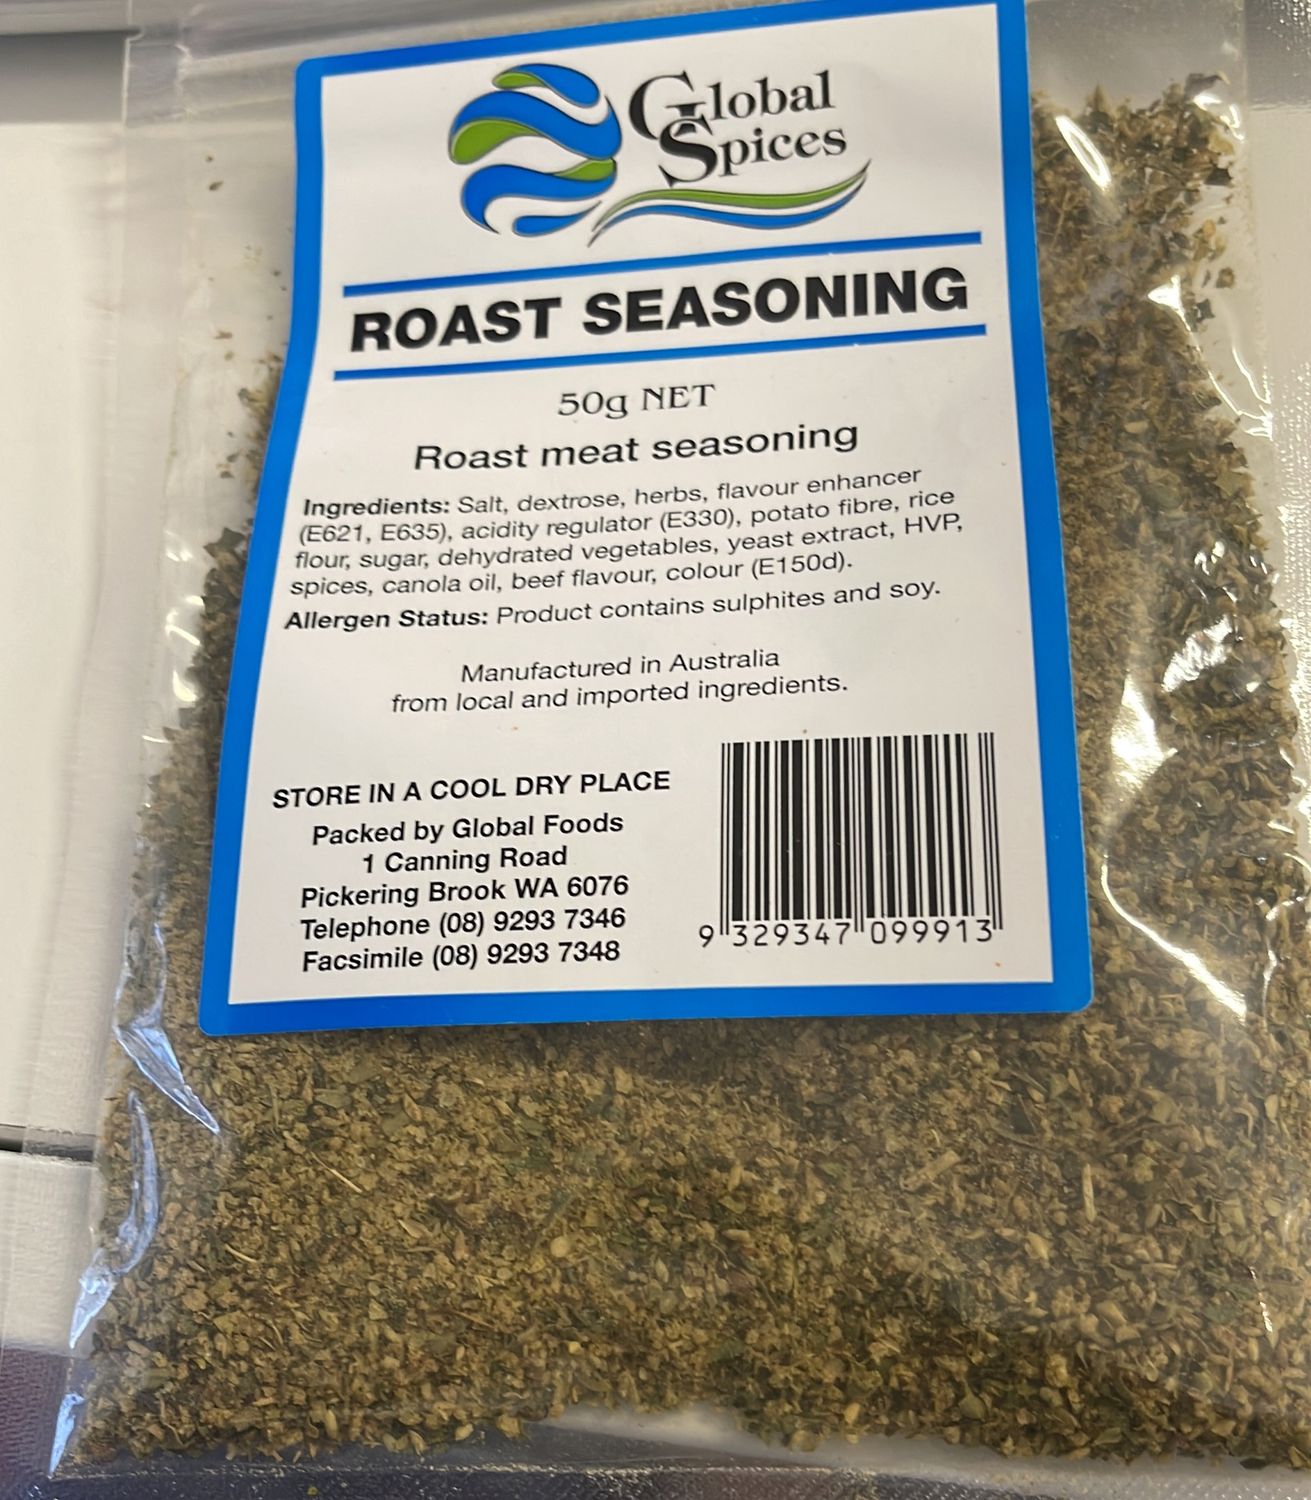 Global
Spices
ROAST SEASONING
50g NET
Roast meat seasoning
Ingredients: Salt, dextrose, herbs, flavour enhancer
(E621, E635), acidity regulator (E330), potato fibre, rice
flour, sugar, dehydrated vegetables, yeast extract, HVP,
spices, canola oil, beef flavour, colour (E150d).
Allergen Status: Product contains sulphites and soy.
Manufactured in Australia
from local and imported ingredients.
STORE IN A COOL DRY PLACE
Packed by Global Foods
1 Canning Road
Pickering Brook WA 6076
Telephone (08) 9293 7346
Facsimile (08) 9293 7348
9 329347 099913